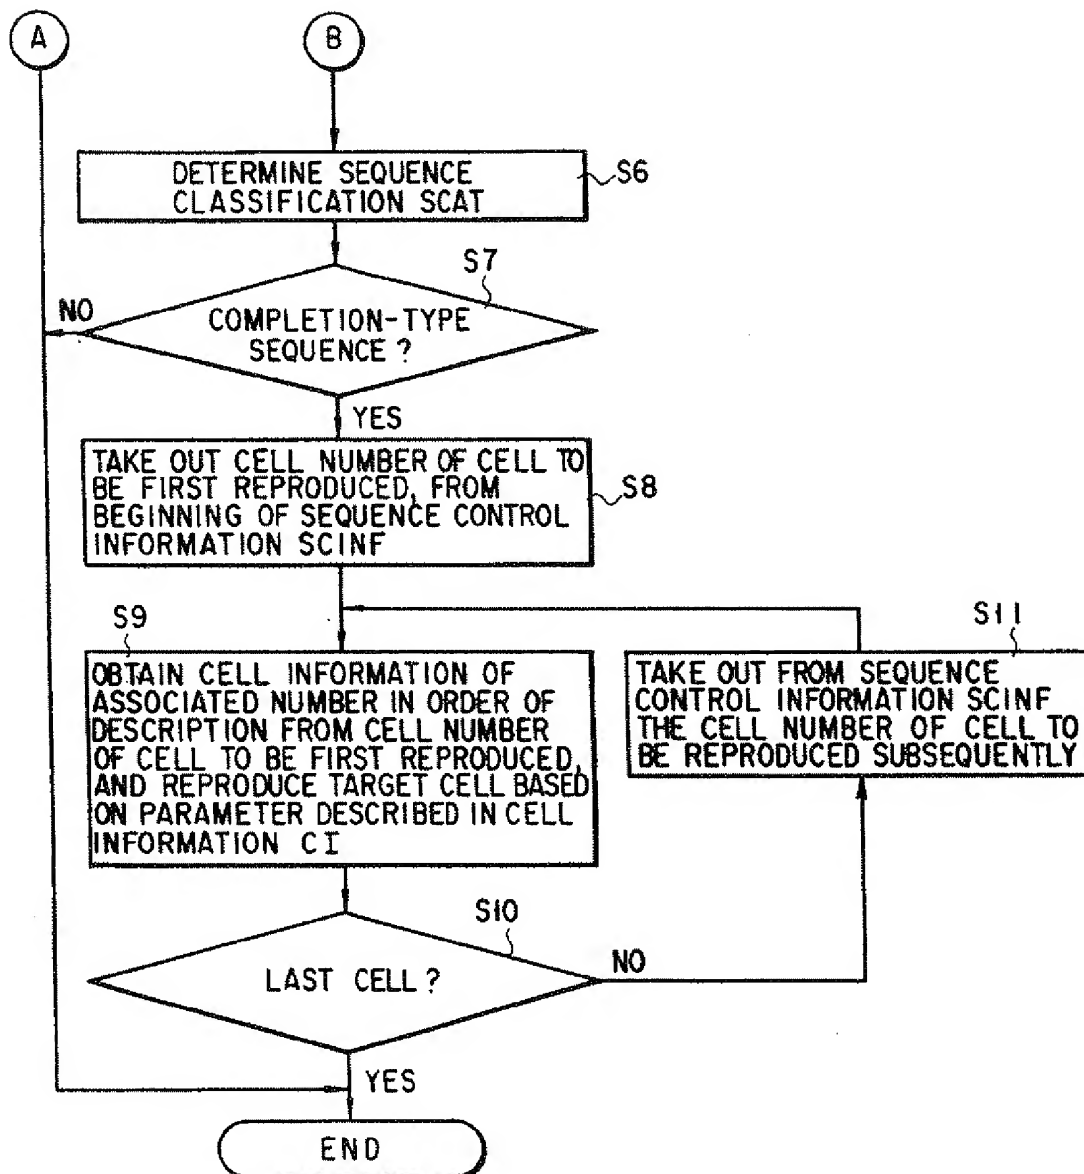 A
B
DETERMINE SEQUENCE
CLASSIFICATION SCAT
S6
S7
NO
COMPLETION-TYPE
SEQUENCE?
YES
TAKE OUT CELL NUMBER OF CELL TO
BE FIRST REPRODUCED, FROM
BEGINNING OF SEQUENCE CONTROL
INFORMATION SCINF
S8
S9
OBTAIN CELL INFORMATION OF
ASSOCIATED NUMBER IN ORDER OF
DESCRIPTION FROM CELL NUMBER
OF CELL TO BE FIRST REPRODUCED,
AND REPRODUCE TARGET CELL BASED
ON PARAMETER DESCRIBED IN CELL
INFORMATION CI
S11
TAKE OUT FROM SEQUENCE
CONTROL INFORMATION SCINF
THE CELL NUMBER OF CELL TO
BE REPRODUCED SUBSEQUENTLY
S10
LAST CELL?
NO
YES
END